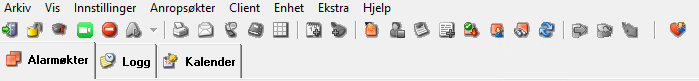 Arkiv Vis Innstillinger Anropsøkter Client Enhet Ekstra Hjelp
Alarmøkter Logg Kalender